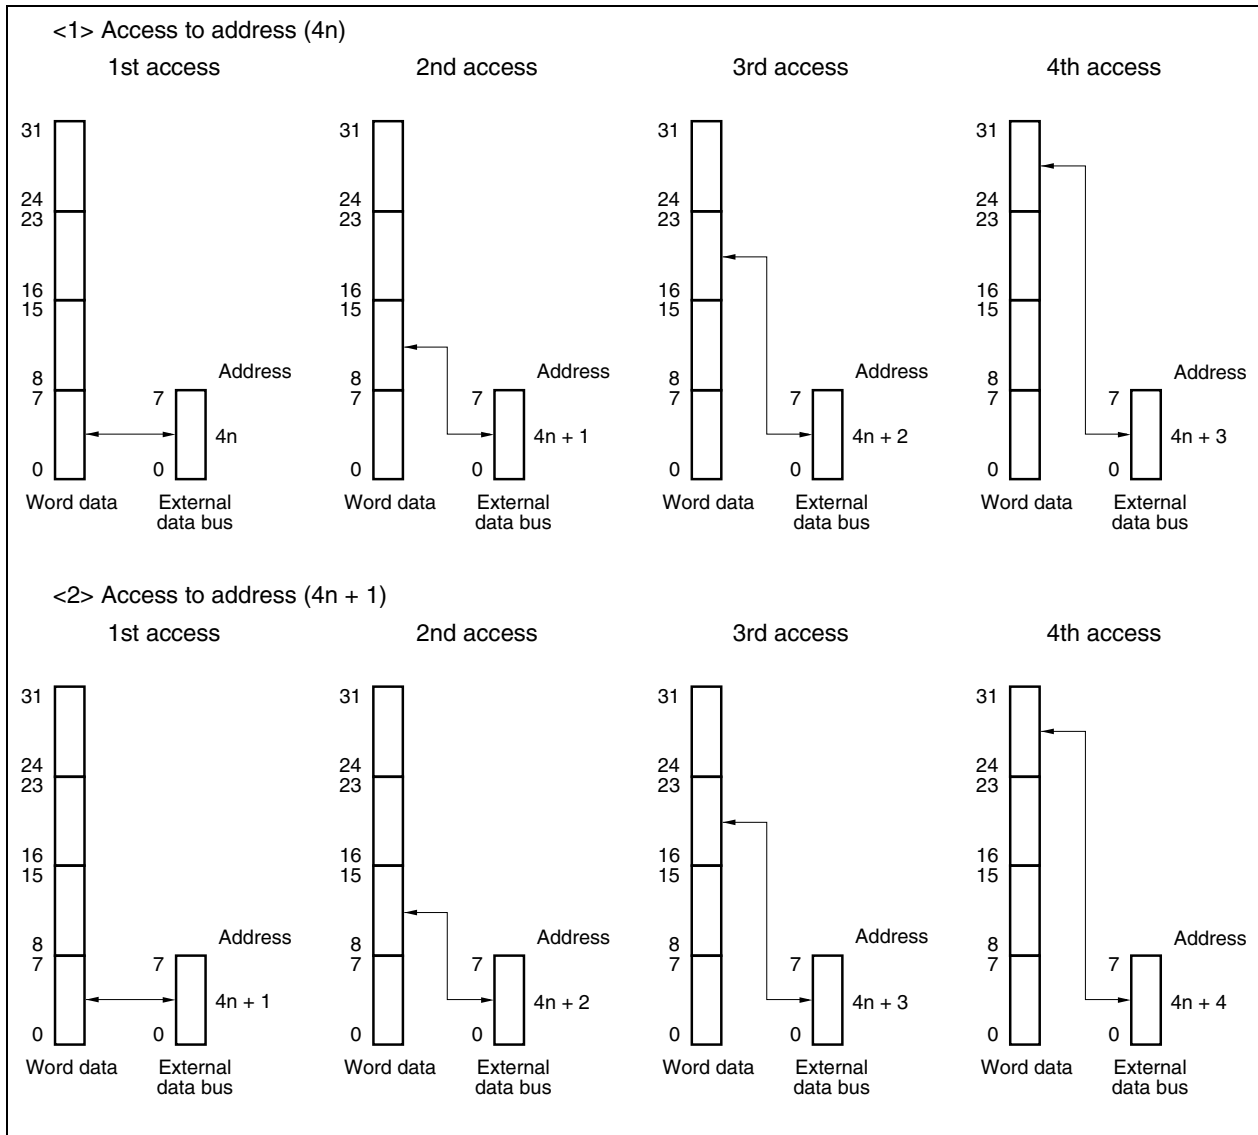 <1> Access to address (4n)
1st access 2nd access 3rd access 4th access
31 31 31 31
24 24 24 24
23 23 23 23
16 16 16 16
15 15 15 15
Address Address Address Address
8 8 8 8
7 7 7 7 7 7 7 7
4n 4n + 1 4n + 2 4n + 3
0 0 0 0 0 0 0 0
Word data External Word data External Word data External Word data External
data bus data bus data bus data bus
<2> Access to address (4n + 1)
1st access 2nd access 3rd access 4th access
31 31 31 31
24 24 24 24
23 23 23 23
16 16 16 16
15 15 15 15
Address Address Address Address
8 8 8 8
7 7 7 7 7 7 7 7
4n + 1 4n + 2 4n + 3 4n + 4
0 0 0 0 0 0 0 0
Word data External Word data External Word data External Word data External
data bus data bus data bus data bus